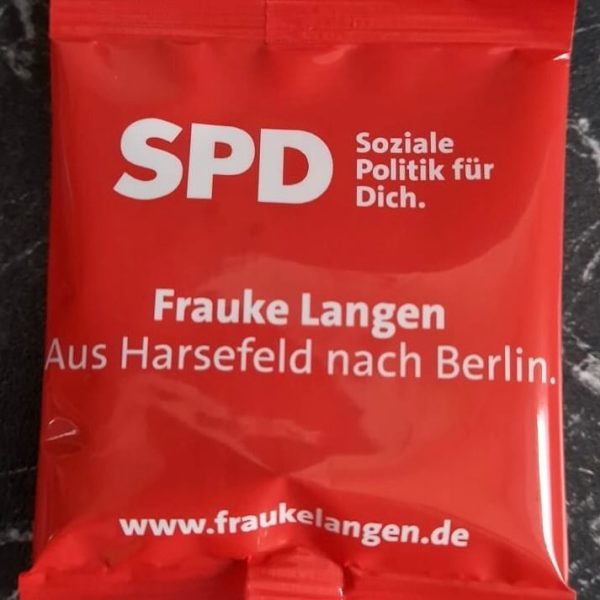 SPD
Soziale
Politik für
Dich.
Frauke Langen
Aus Harsefeld nach Berlin.
www.fraukelangen.de